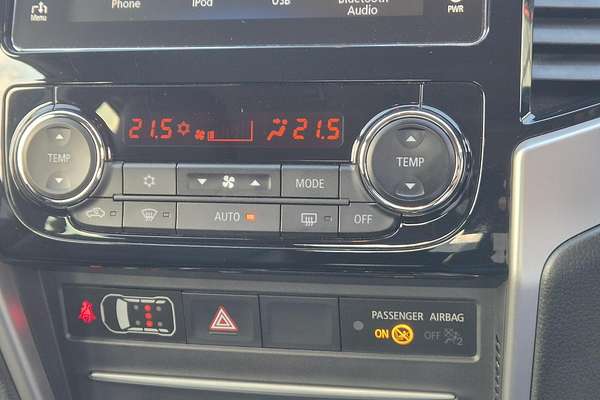 Menu
Phone
iPod
USB
Bluetooth
Audio
PWR
21.5
21.5
TEMP
TEMP
MODE
AUTO
OFF
PASSENGER AIRBAG
ON
OFF
2